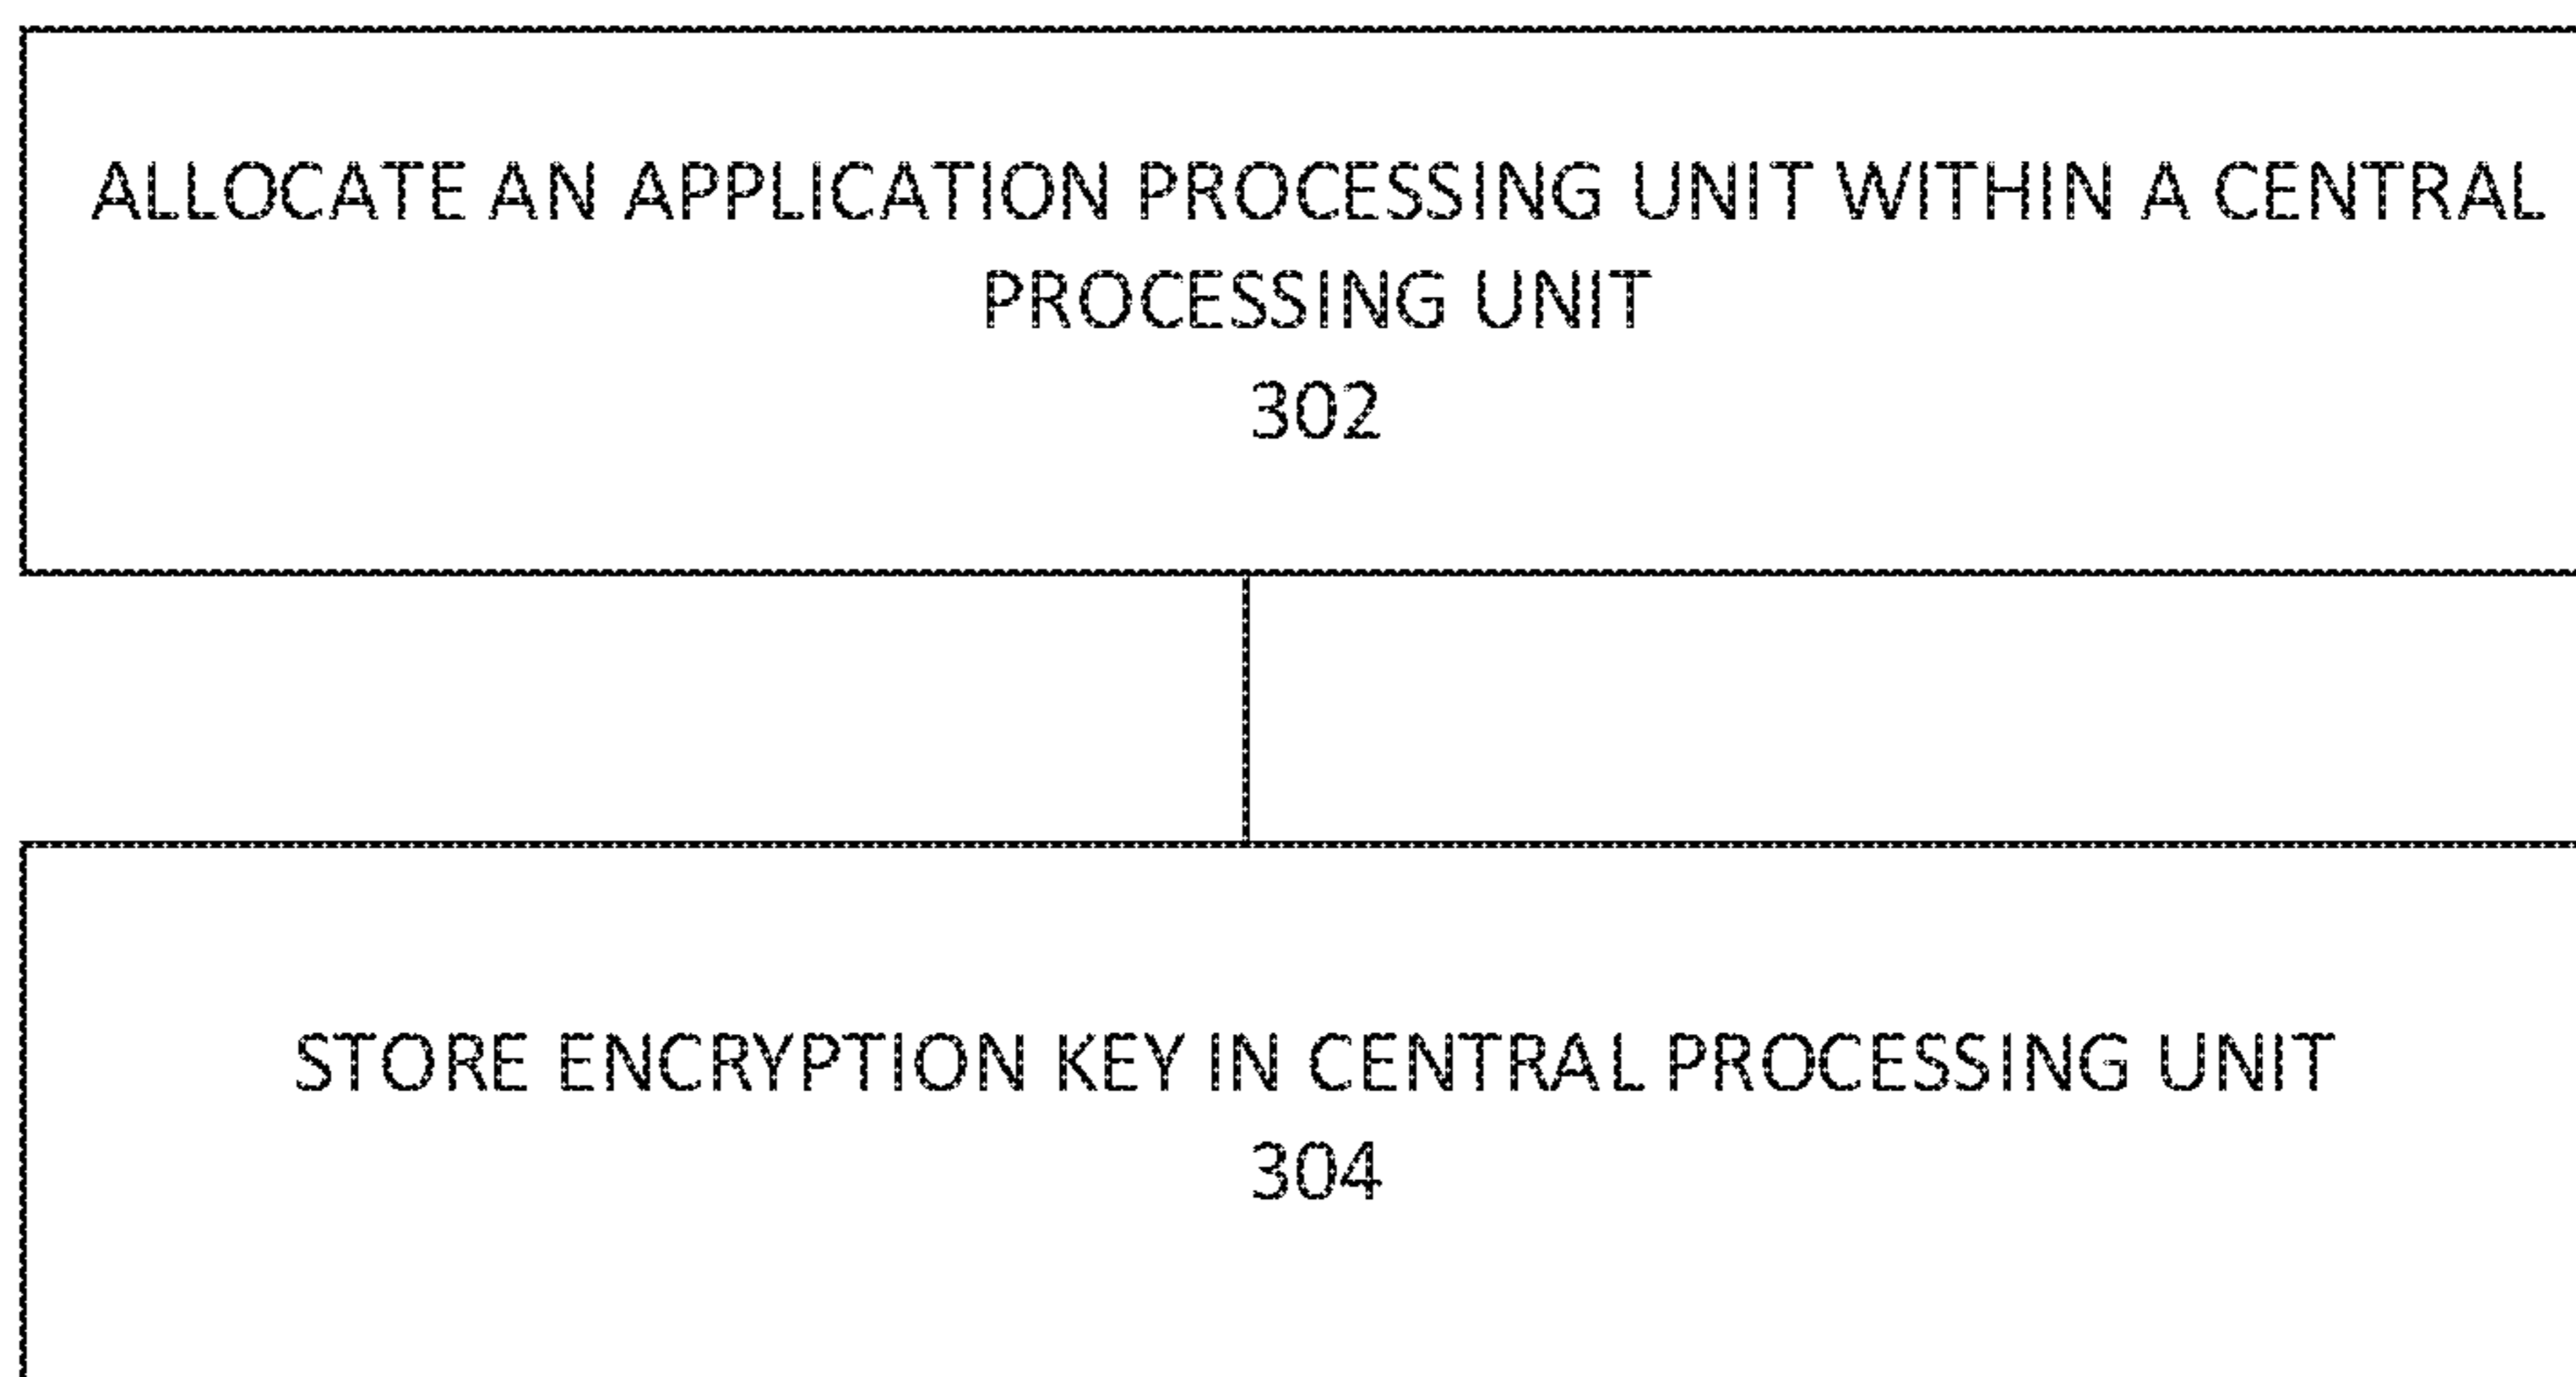 ALLOCATE AN APPLICATION PROCESSING UNIT WITHIN A CENTRAL
PROCESSING UNIT
302
STORE ENCRYPTION KEY IN CENTRAL PROCESSING UNIT
304